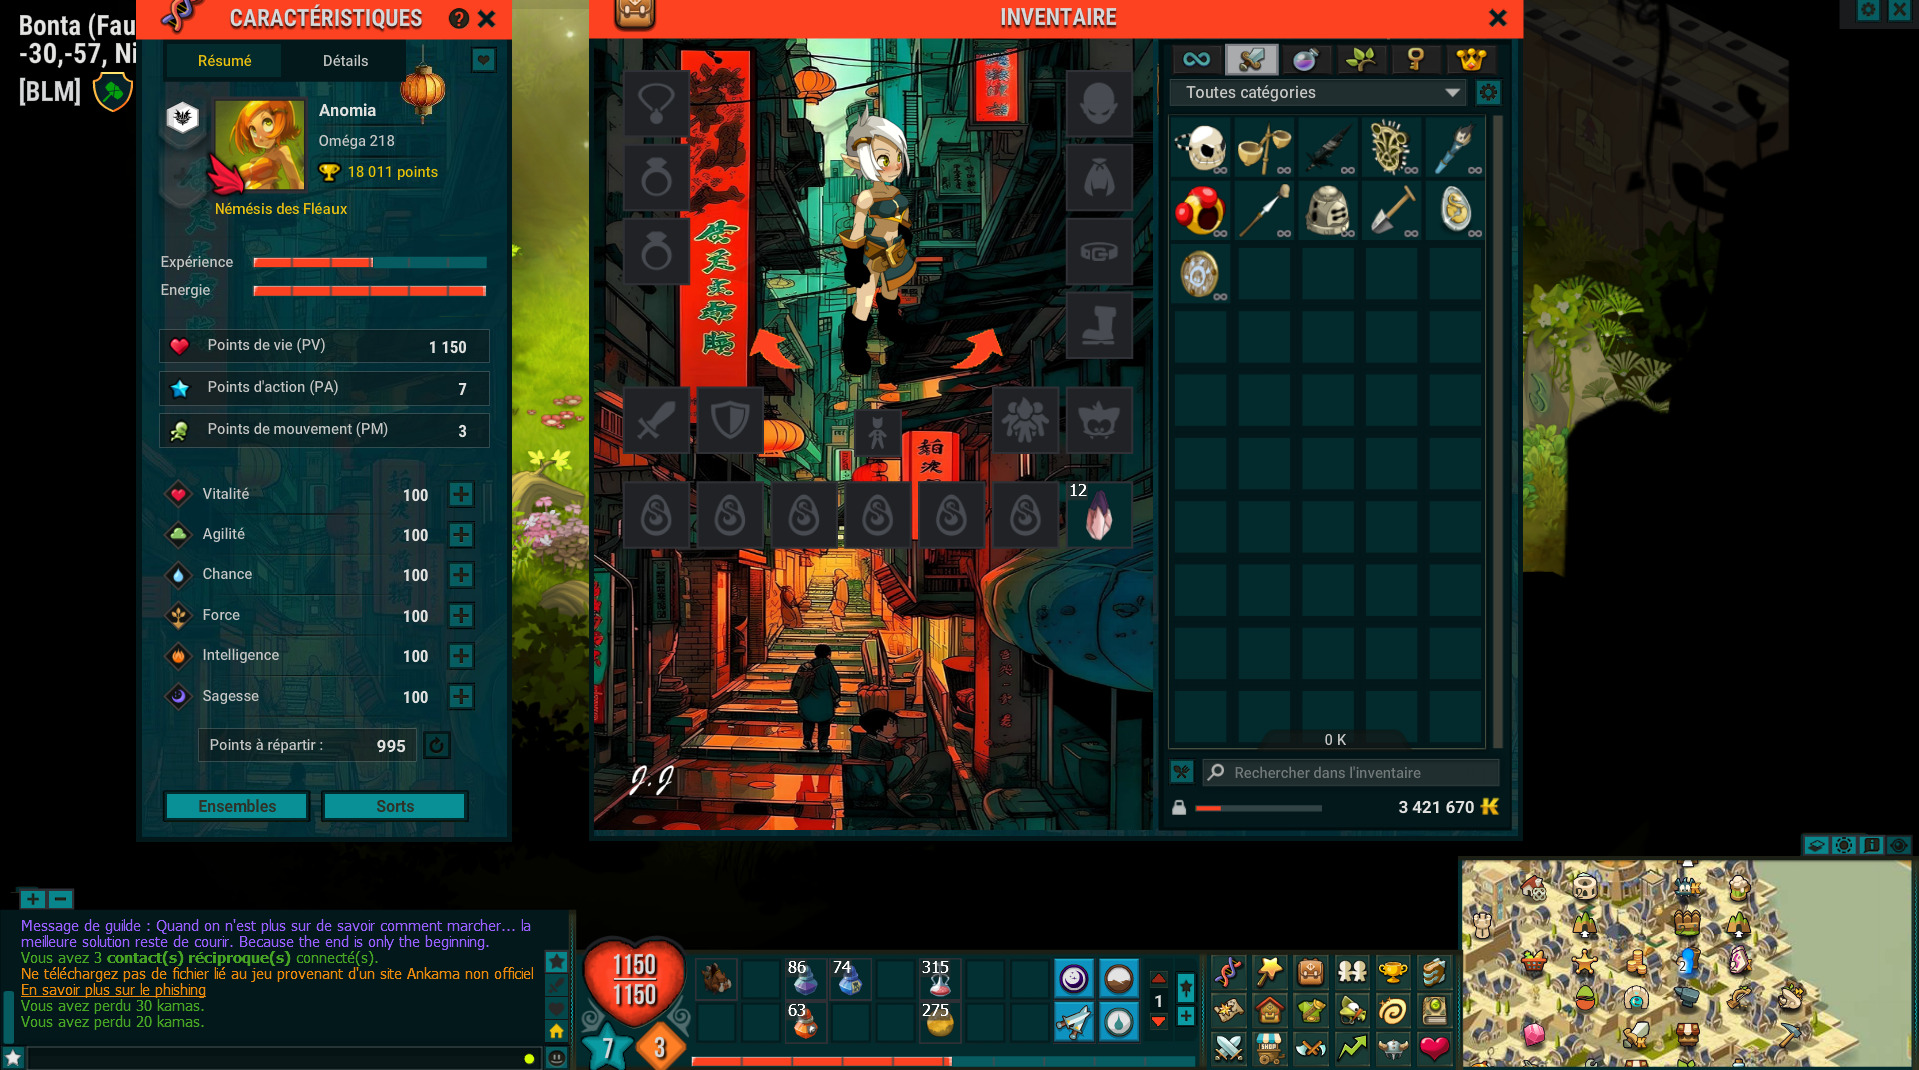 Bonta (Fau
-30,-57, Ni
[BLM]
CARACTÉRISTIQUES
Résumé
Détails
Anomia
Oméga 218
18 011 points
Némésis des Fléaux
Expérience
Energie
Points de vie (PV)
1 150
Points d'action (PA)
7
Points de mouvement (PM)
3
Vitalité
100
Agilité
100
Chance
100
Force
100
Intelligence
100
Sagesse
100
Points à répartir :
995
Ensembles
Sorts
INVENTAIRE
12
J.J
Toutes catégories
0 K
Rechercher dans l'inventaire
3 421 670
Message de guilde : Quand on n'est plus sur de savoir comment marcher... la
meilleure solution reste de courir. Because the end is only the beginning.
Vous avez 3 contact(s) réciproque(s) connecté(s).
Ne téléchargez pas de fichier lié au jeu provenant d'un site Ankama non officiel
En savoir plus sur le phishing
Vous avez perdu 30 kamas.
Vous avez perdu 20 kamas.
1150
1150
7
3
86
74
315
63
275
1
SHOP
2